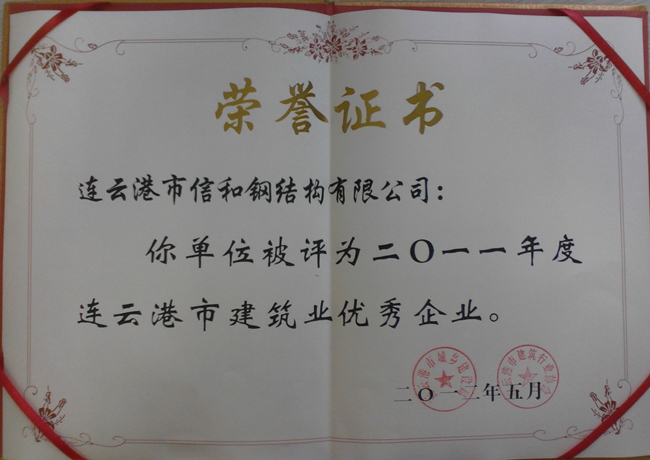 荣誉证书
连云港市信和钢结构有限公司：
你单位被评为二〇一一年度
连云港市建筑业优秀企业。
二〇一二年五月